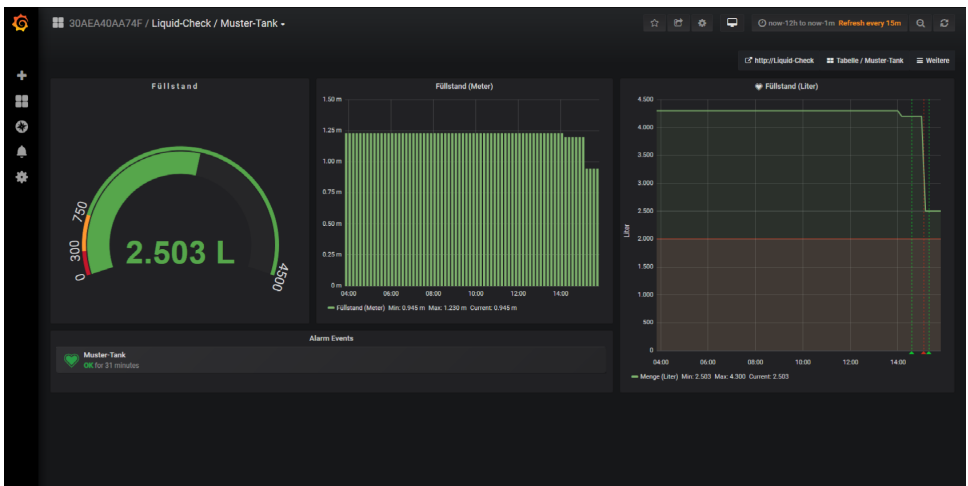 30AEA40AA74F / Liquid-Check / Muster-Tank
now-12h to now-1m Refresh every 15m
http://Liquid-Check Tabelle / Muster-Tank Weitere
Füllstand
0
300
750
4500
2.503 L
Füllstand (Meter)
1.50 m
1.25 m
1.00 m
0.75 m
0.50 m
0.25 m
0 m
04:00 06:00 08:00 10:00 12:00 14:00
Füllstand (Meter) Min: 0.945 m Max: 1.230 m Current: 0.945 m
Füllstand (Liter)
Liter
4.500
4.000
3.500
3.000
2.500
2.000
1.500
1.000
500
0
04:00 06:00 08:00 10:00 12:00 14:00
Menge (Liter) Min: 2.503 Max: 4.300 Current: 2.503
Alarm Events
Muster-Tank
OK for 31 minutes